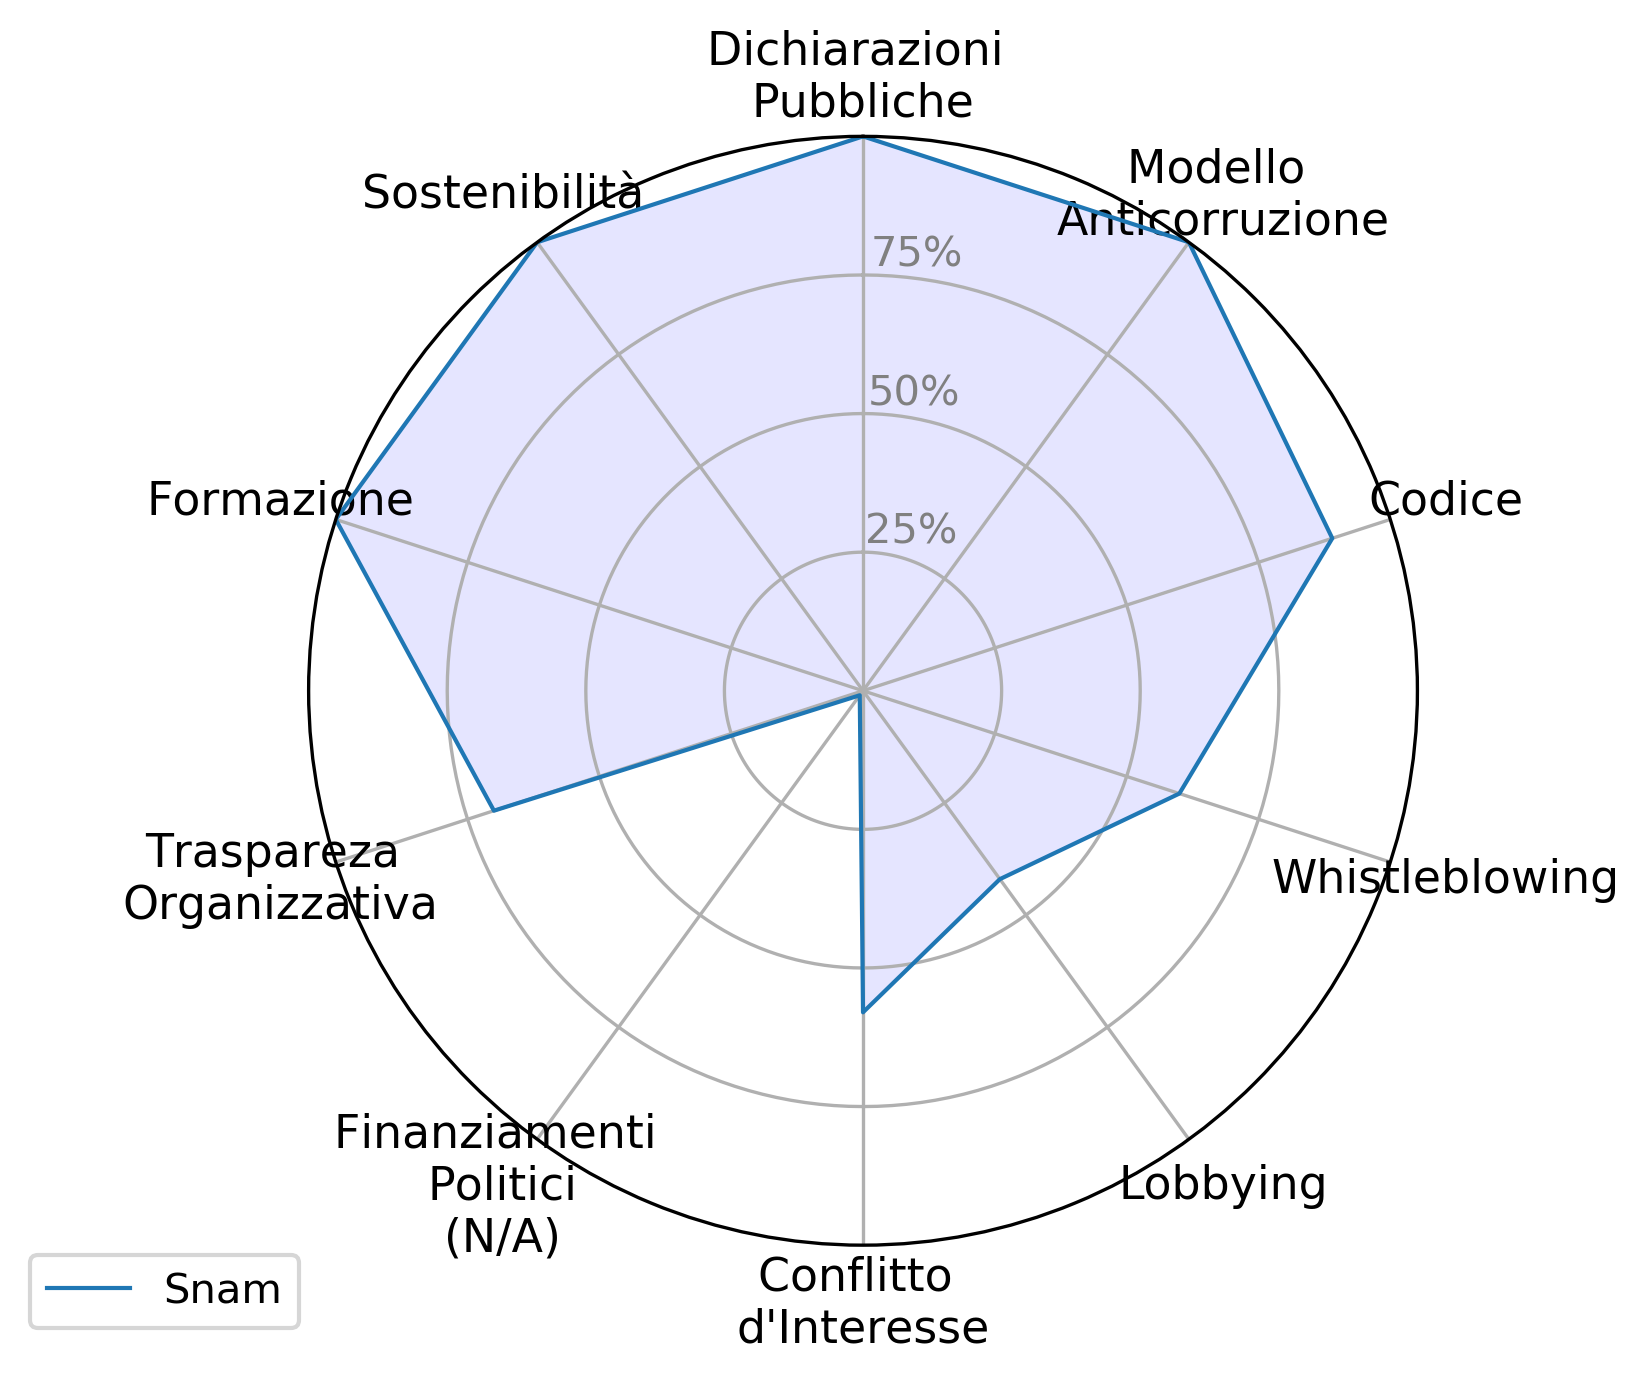 Dichiarazioni
Pubbliche
Modello
Anticorruzione
Sostenibilità
75%
50%
25%
Formazione
Codice
Traspareza
Organizzativa
Whistleblowing
Finanziamenti
Politici
(N/A)
Lobbying
Conflitto
d'Interesse
Snam